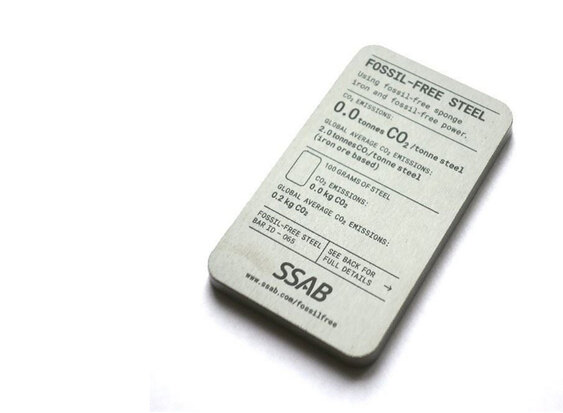 FOSSIL-FREE STEEL
Using fossil-free sponge
iron and fossil-free power.
CO₂ EMISSIONS:
0.0 tonnes CO₂/tonne steel
GLOBAL AVERAGE CO₂ EMISSIONS:
2.0 tonnes CO₂/tonne steel
(iron ore based)
100 GRAMS OF STEEL
CO₂ EMISSIONS:
0.0 kg CO₂
GLOBAL AVERAGE CO₂ EMISSIONS:
0.2 kg CO₂
FOSSIL-FREE STEEL
BAR ID – 065
SEE BACK FOR
FULL DETAILS →
SSAB
www.ssab.com/fossilfree